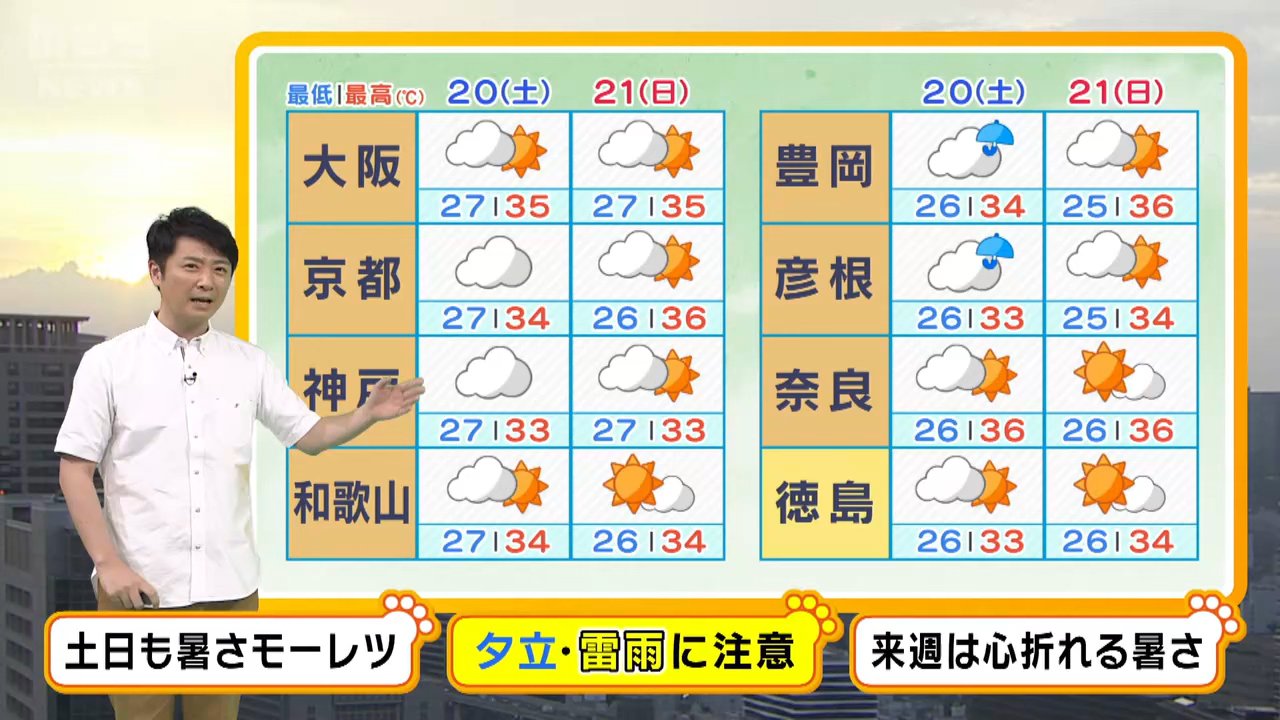 最低|最高(℃) 20(土) 21(日)
大阪 27|35 27|35
京都 27|34 26|36
神戸 27|33 27|33
和歌山 27|34 26|34
20(土) 21(日)
豊岡 26|34 25|36
彦根 26|33 25|34
奈良 26|36 26|36
徳島 26|33 26|34
土日も暑さモーレツ
夕立・雷雨に注意
来週は心折れる暑さ